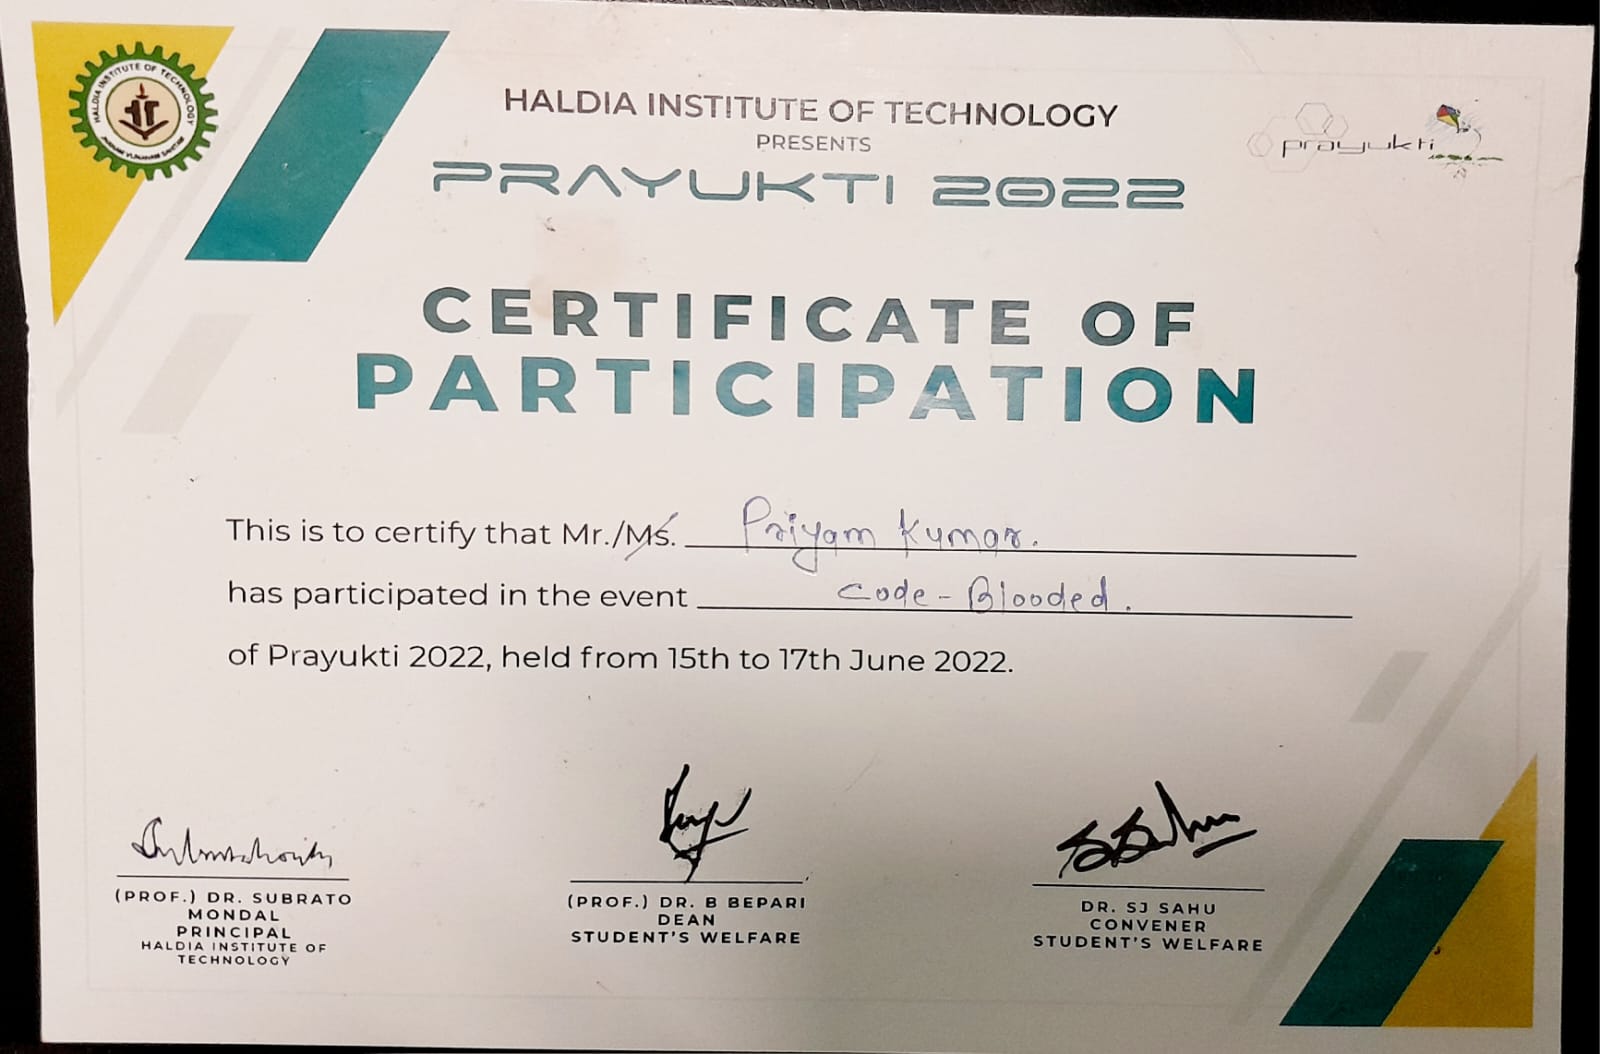 HALDIA INSTITUTE OF TECHNOLOGY
HALDIA INSTITUTE OF TECHNOLOGY
PRESENTS
PRAYUKTI 2022
prayukti
CERTIFICATE OF
PARTICIPATION
This is to certify that Mr./Ms. Priyam Kumar.
has participated in the event Code-Blooded.
of Prayukti 2022, held from 15th to 17th June 2022.
(PROF.) DR. SUBRATO
MONDAL
PRINCIPAL
HALDIA INSTITUTE OF
TECHNOLOGY
(PROF.) DR. B BEPARI
DEAN
STUDENT'S WELFARE
DR. SJ SAHU
CONVENER
STUDENT'S WELFARE